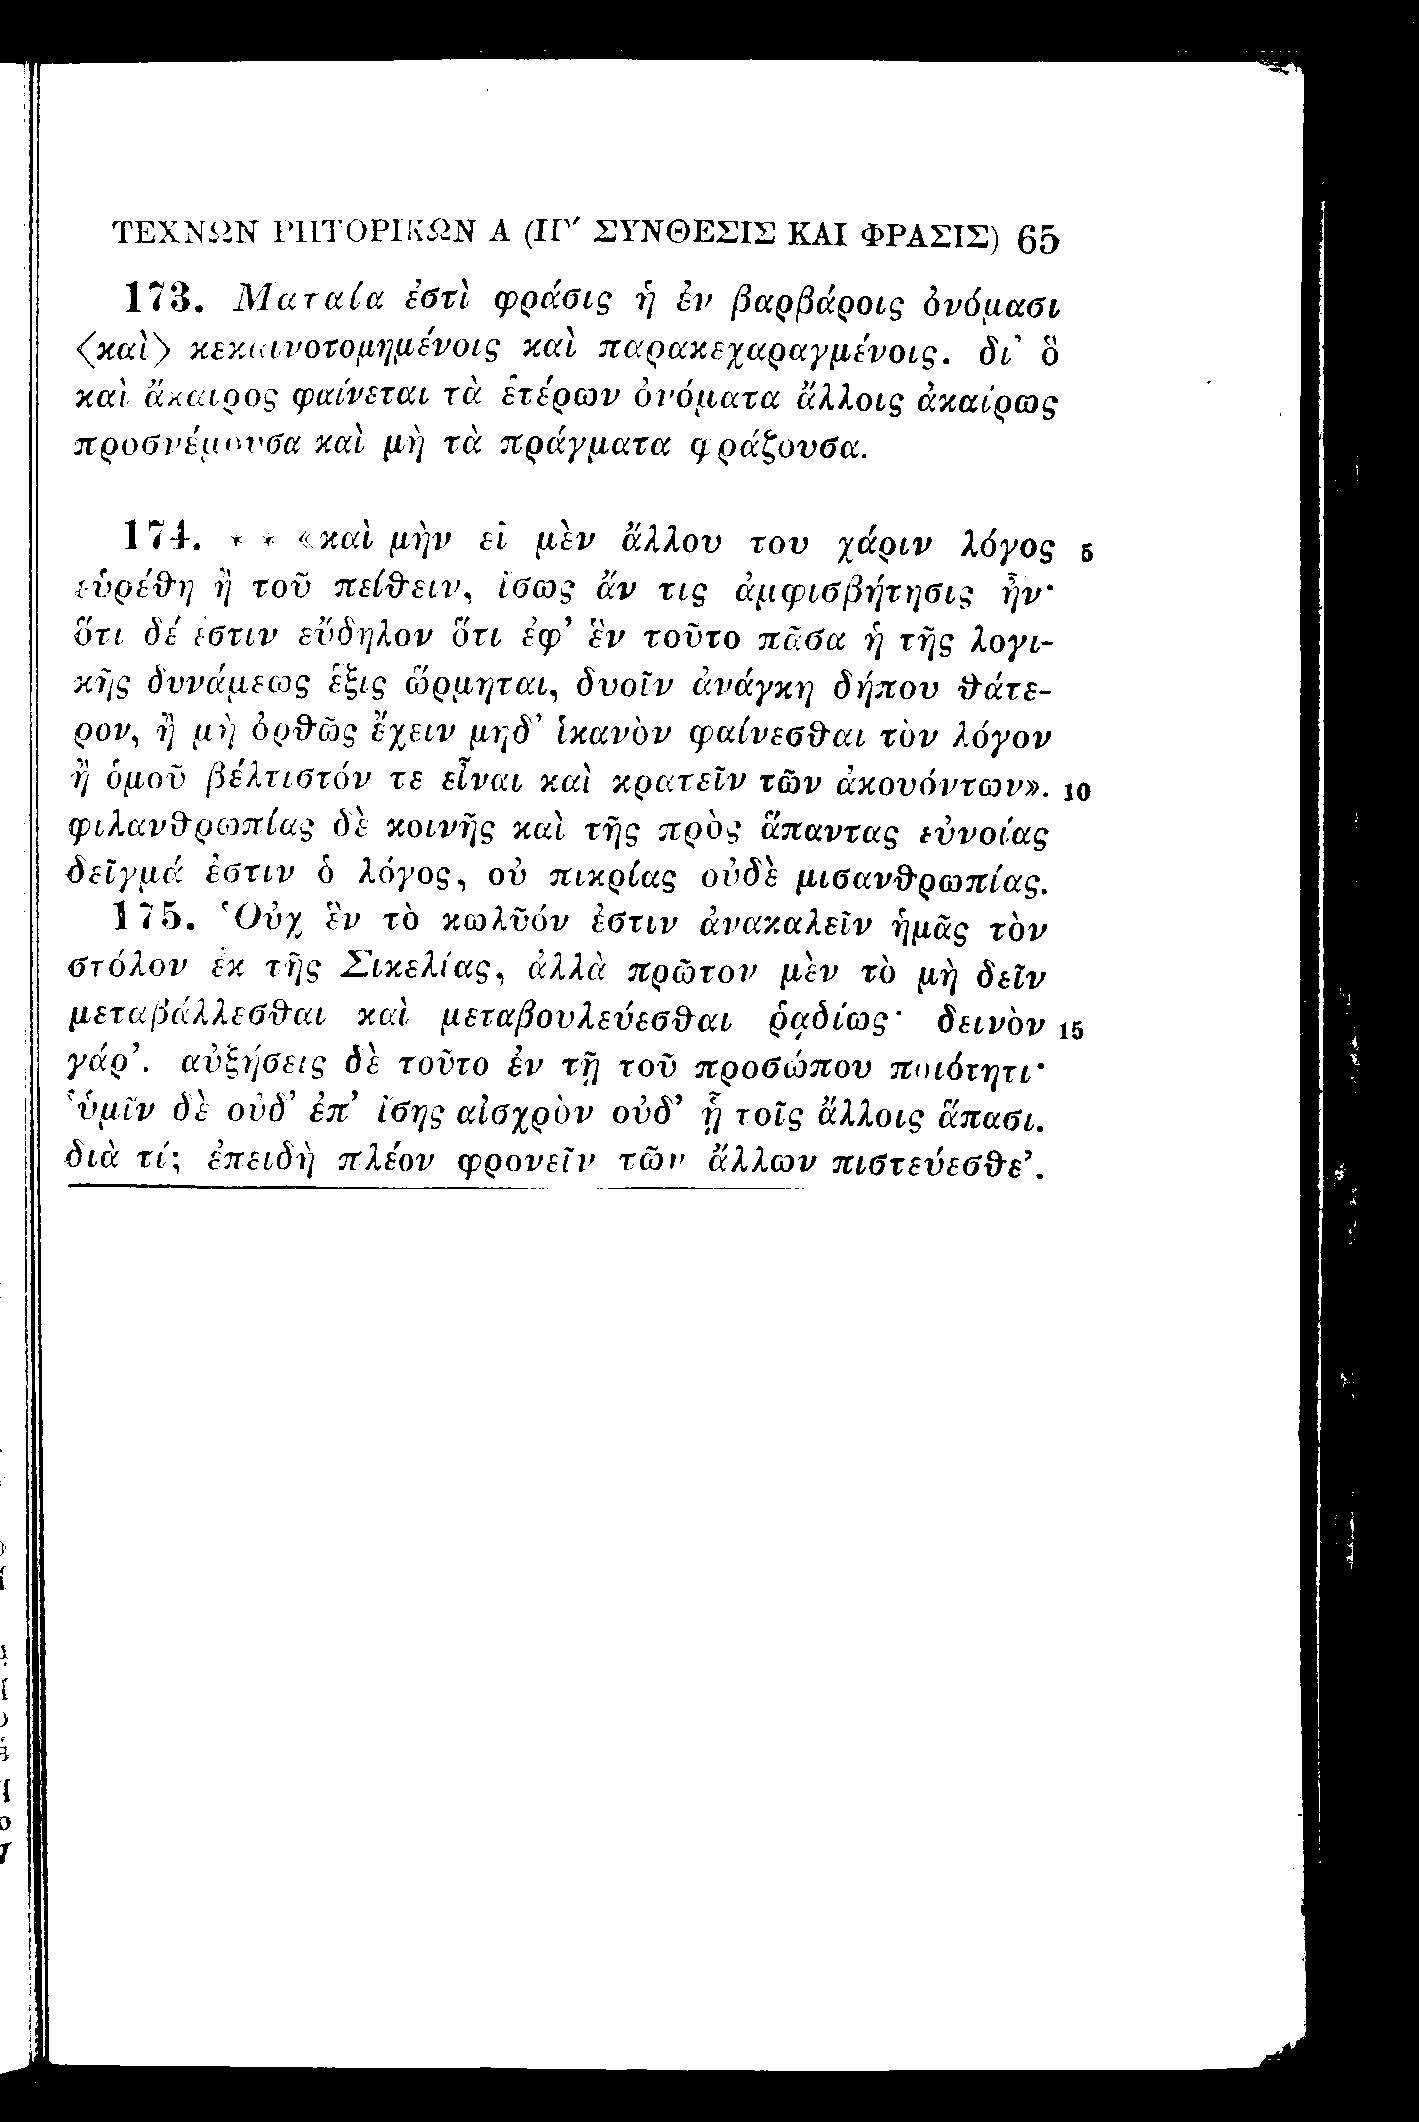 ΤΕΧΝΩΝ ΡΗΤΟΡΙΚΩΝ Α (ΙΓ′ ΣΥΝΘΕΣΙΣ ΚΑΙ ΦΡΑΣΙΣ) 65
173. Ματαία ἐστὶ φράσις ἡ ἐν βαρβάροις ὀνόμασι
⟨καὶ⟩ κεκαινοτομημένοις καὶ παρακεχαραγμένοις. δι' ὃ
καὶ ἄκαιρος φαίνεται τὰ ἑτέρων ὀνόματα ἄλλοις ἀκαίρως
προσνέμουσα καὶ μὴ τὰ πράγματα φράζουσα.
174. * * «καὶ μὴν εἰ μὲν ἄλλου του χάριν λόγος 5
εὑρέθη ἢ τοῦ πείθειν, ἴσως ἄν τις ἀμφισβήτησις ἦν·
ὅτι δέ ἐστιν εὔδηλον ὅτι ἐφ' ἓν τοῦτο πᾶσα ἡ τῆς λογι-
κῆς δυνάμεως ἕξις ὥρμηται, δυοῖν ἀνάγκη δήπου θάτε-
ρον, ἢ μὴ ὀρθῶς ἔχειν μηδ' ἱκανὸν φαίνεσθαι τὸν λόγον
ἢ ὁμοῦ βέλτιστόν τε εἶναι καὶ κρατεῖν τῶν ἀκουόντων». 10
φιλανθρωπίας δὲ κοινῆς καὶ τῆς πρὸς ἅπαντας εὐνοίας
δεῖγμά ἐστιν ὁ λόγος, οὐ πικρίας οὐδὲ μισανθρωπίας.
175. ‘Οὐχ ἓν τὸ κωλῦόν ἐστιν ἀνακαλεῖν ἡμᾶς τὸν
στόλον ἐκ τῆς Σικελίας, ἀλλὰ πρῶτον μὲν τὸ μὴ δεῖν
μεταβάλλεσθαι καὶ μεταβουλεύεσθαι ῥᾳδίως· δεινὸν 15
γάρ’. αὐξήσεις δὲ τοῦτο ἐν τῇ τοῦ προσώπου ποιότητι·
‘ὑμῖν δὲ οὐδ' ἐπ' ἴσης αἰσχρὸν οὐδ' ᾗ τοῖς ἄλλοις ἅπασι.
διὰ τί; ἐπειδὴ πλέον φρονεῖν τῶν ἄλλων πιστεύεσθε’.